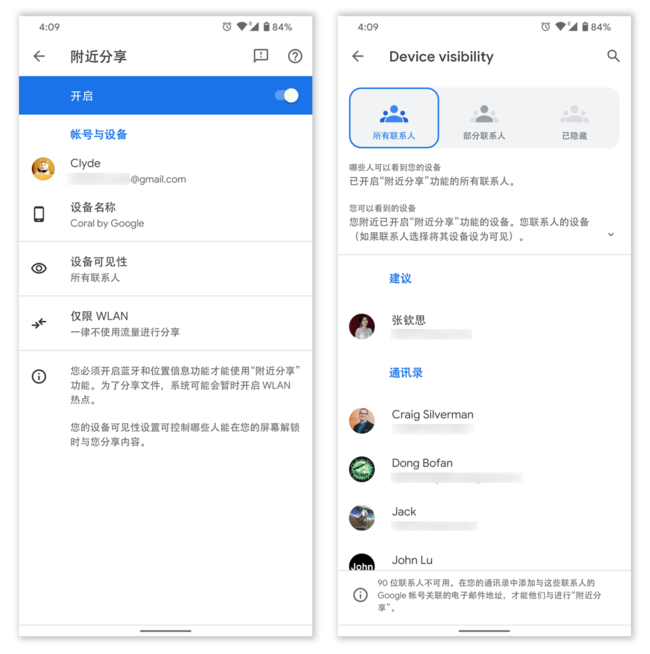 4:09
84%
附近分享
开启
帐号与设备
Clyde
@gmail.com
设备名称
Coral by Google
设备可见性
所有联系人
仅限 WLAN
一律不使用流量进行分享
您必须开启蓝牙和位置信息功能才能使用“附近分享”
功能。为了分享文件，系统可能会暂时开启 WLAN
热点。
您的设备可见性设置可控制哪些人能在您的屏幕解锁
时与您分享内容。
4:09
84%
Device visibility
所有联系人
部分联系人
已隐藏
哪些人可以看到您的设备
已开启“附近分享”功能的所有联系人。
您可以看到的设备
您附近已开启“附近分享”功能的设备。您联系人的设备
（如果联系人选择将其设备设为可见）。
建议
张钦思
通讯录
Craig Silverman
Dong Bofan
Jack
John
John Lu
90 位联系人不可用。在您的通讯录中添加与这些联系人的
Google 帐号关联的电子邮件地址，才能他们与进行“附近分
享”。